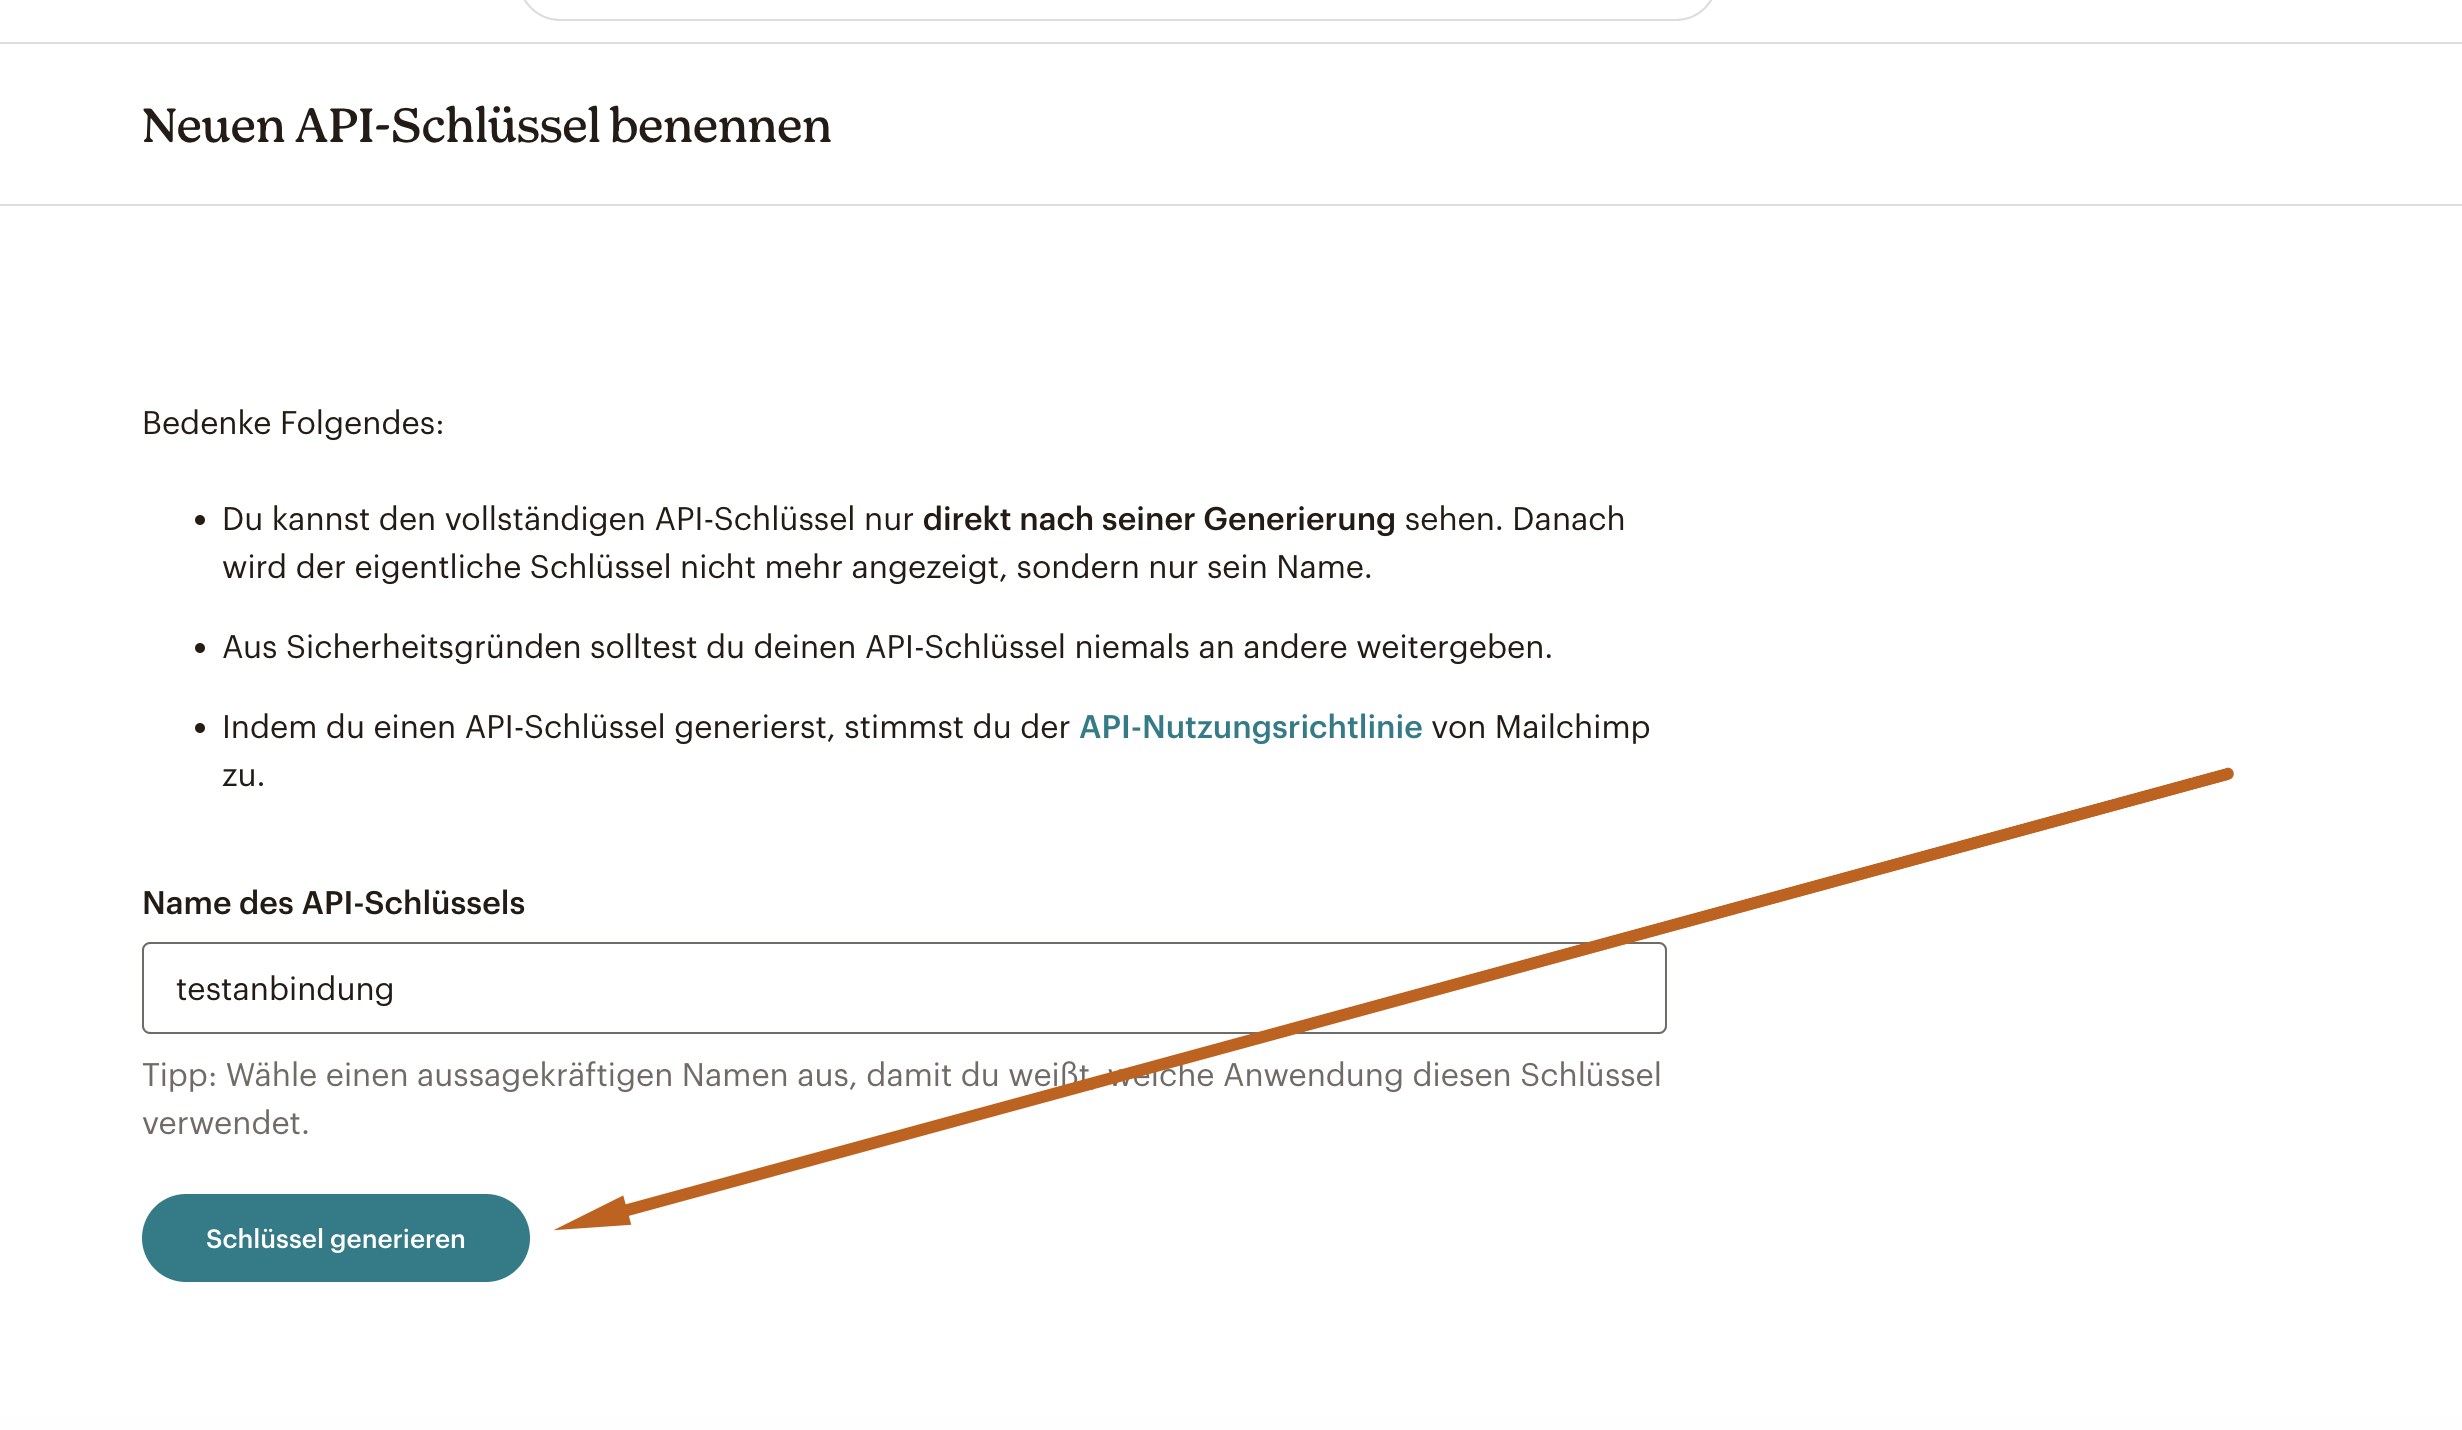 Neuen API-Schlüssel benennen
Bedenke Folgendes:
• Du kannst den vollständigen API-Schlüssel nur direkt nach seiner Generierung sehen. Danach
wird der eigentliche Schlüssel nicht mehr angezeigt, sondern nur sein Name.
• Aus Sicherheitsgründen solltest du deinen API-Schlüssel niemals an andere weitergeben.
• Indem du einen API-Schlüssel generierst, stimmst du der API-Nutzungsrichtlinie von Mailchimp
zu.
Name des API-Schlüssels
testanbindung
Tipp: Wähle einen aussagekräftigen Namen aus, damit du weißt, welche Anwendung diesen Schlüssel
verwendet.
Schlüssel generieren